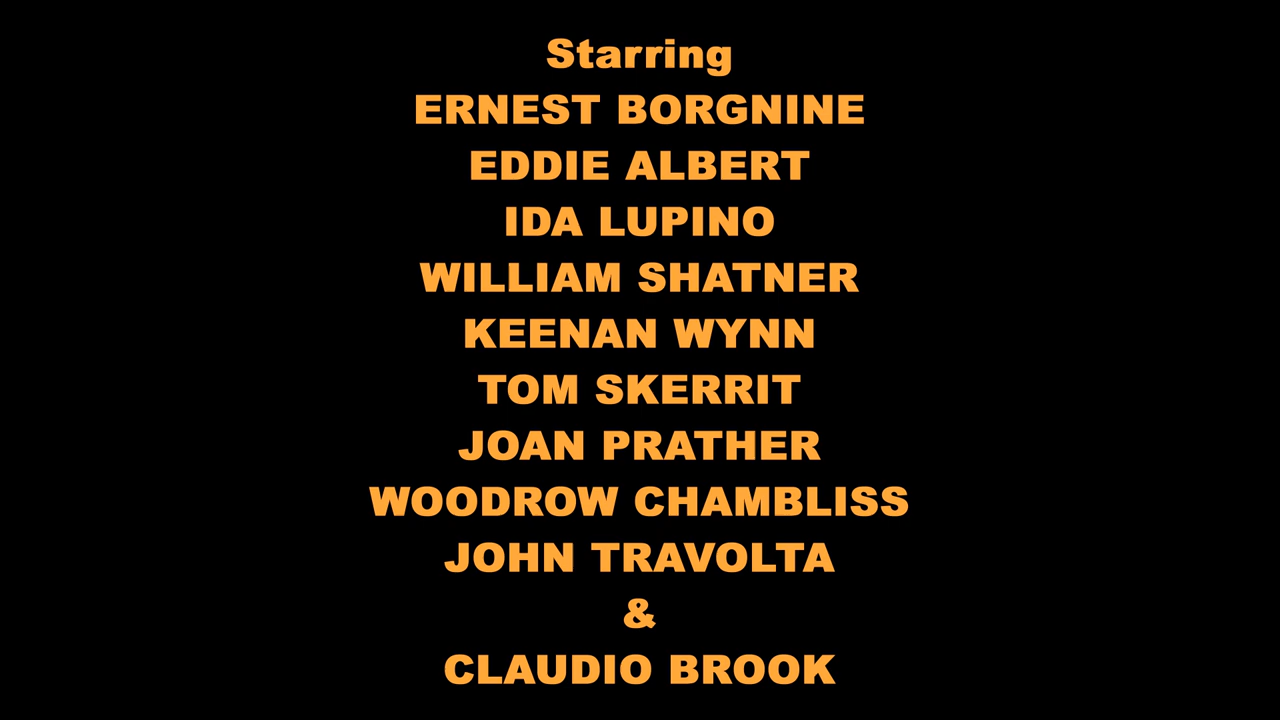 Starring
ERNEST BORGNINE
EDDIE ALBERT
IDA LUPINO
WILLIAM SHATNER
KEENAN WYNN
TOM SKERRIT
JOAN PRATHER
WOODROW CHAMBLISS
JOHN TRAVOLTA
&
CLAUDIO BROOK